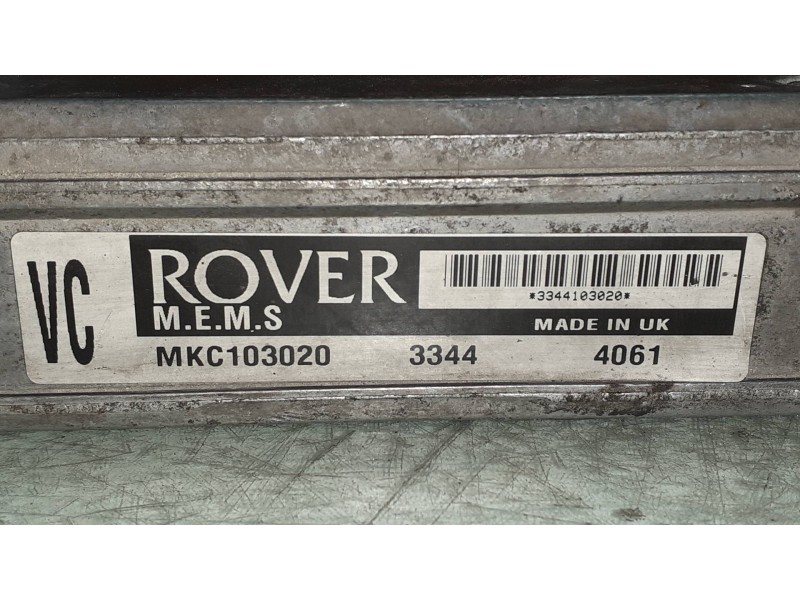 VC
ROVER
M.E.M.S
*3344103020*
MADE IN UK
MKC103020 3344 4061